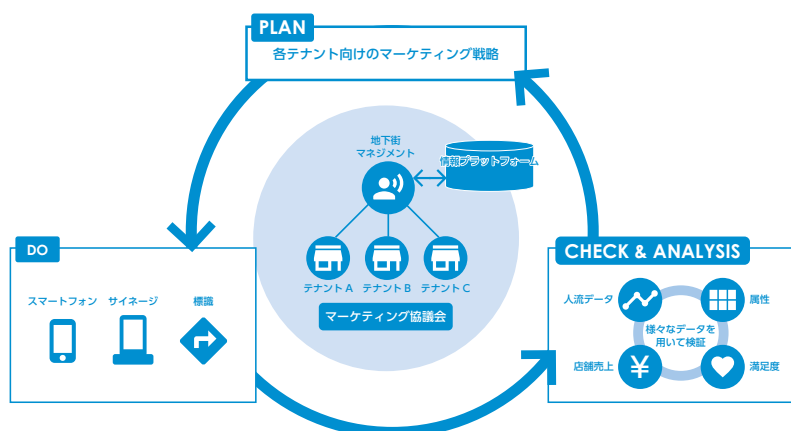 PLAN
各テナント向けのマーケティング戦略
地下街
マネジメント
情報プラットフォーム
テナントA テナントB テナントC
マーケティング協議会
DO
スマートフォン サイネージ 標識
CHECK & ANALYSIS
人流データ 属性
様々なデータを
用いて検証
店舗売上 ¥ 満足度